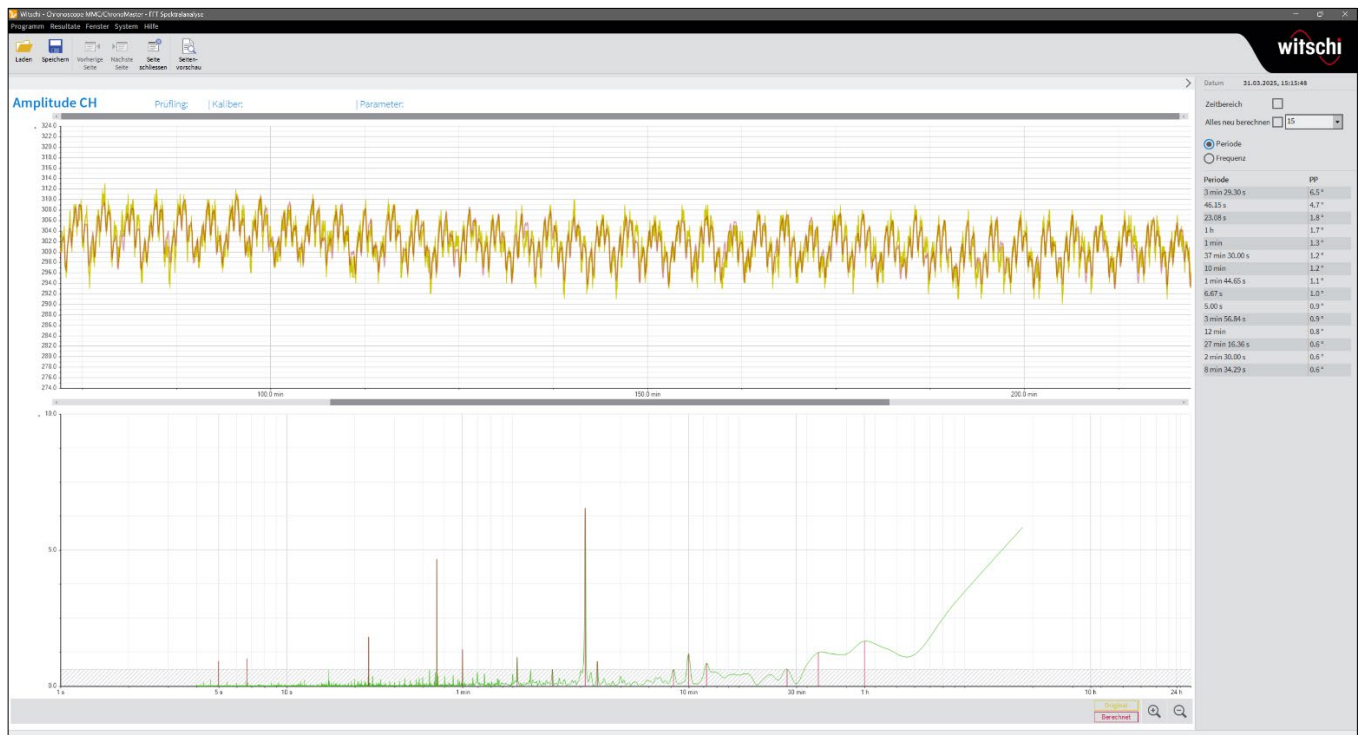 Witschi - Chronoscope MMC/ChronoMaster - FFT Spektralanalyse
Programm Resultate Fenster System Hilfe
Laden Speichern Vorherige Seite Nächste Seite Seite schliessen Seiten-vorschau
witschi
Datum 31.03.2025, 15:15:48
Amplitude CH Prüfling: | Kaliber: | Parameter:
Zeitbereich
Alles neu berechnen 15
Periode
Frequenz
Periode PP
3 min 29.30 s 6.5 °
46.15 s 4.7 °
23.08 s 1.8 °
1 h 1.7 °
1 min 1.3 °
37 min 30.00 s 1.2 °
10 min 1.2 °
1 min 44.65 s 1.1 °
6.67 s 1.0 °
5.00 s 0.9 °
3 min 56.84 s 0.9 °
12 min 0.8 °
27 min 16.36 s 0.6 °
2 min 30.00 s 0.6 °
8 min 34.29 s 0.6 °
324.0
322.0
320.0
318.0
316.0
314.0
312.0
310.0
308.0
306.0
304.0
302.0
300.0
298.0
296.0
294.0
292.0
290.0
288.0
286.0
284.0
282.0
280.0
278.0
276.0
274.0
100.0 min 150.0 min 200.0 min
10.0
5.0
0.0
1 s 5 s 10 s 1 min 10 min 30 min 1 h 10 h 24 h
Original
Berechnet